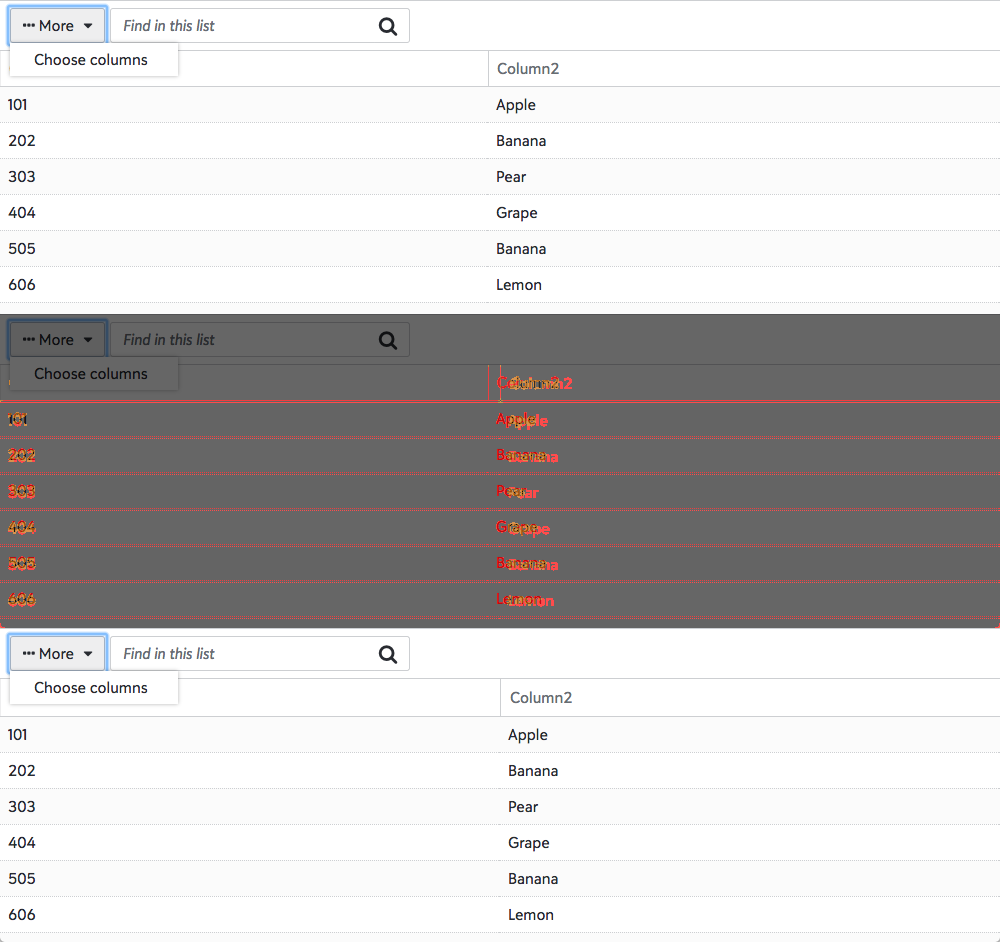 ••• More Find in this list
Choose columns
Column2
101 Apple
202 Banana
303 Pear
404 Grape
505 Banana
606 Lemon
••• More Find in this list
Choose columns
Column2
101 Apple
202 Banana
303 Pear
404 Grape
505 Banana
606 Lemon
••• More Find in this list
Choose columns
Column2
101 Apple
202 Banana
303 Pear
404 Grape
505 Banana
606 Lemon